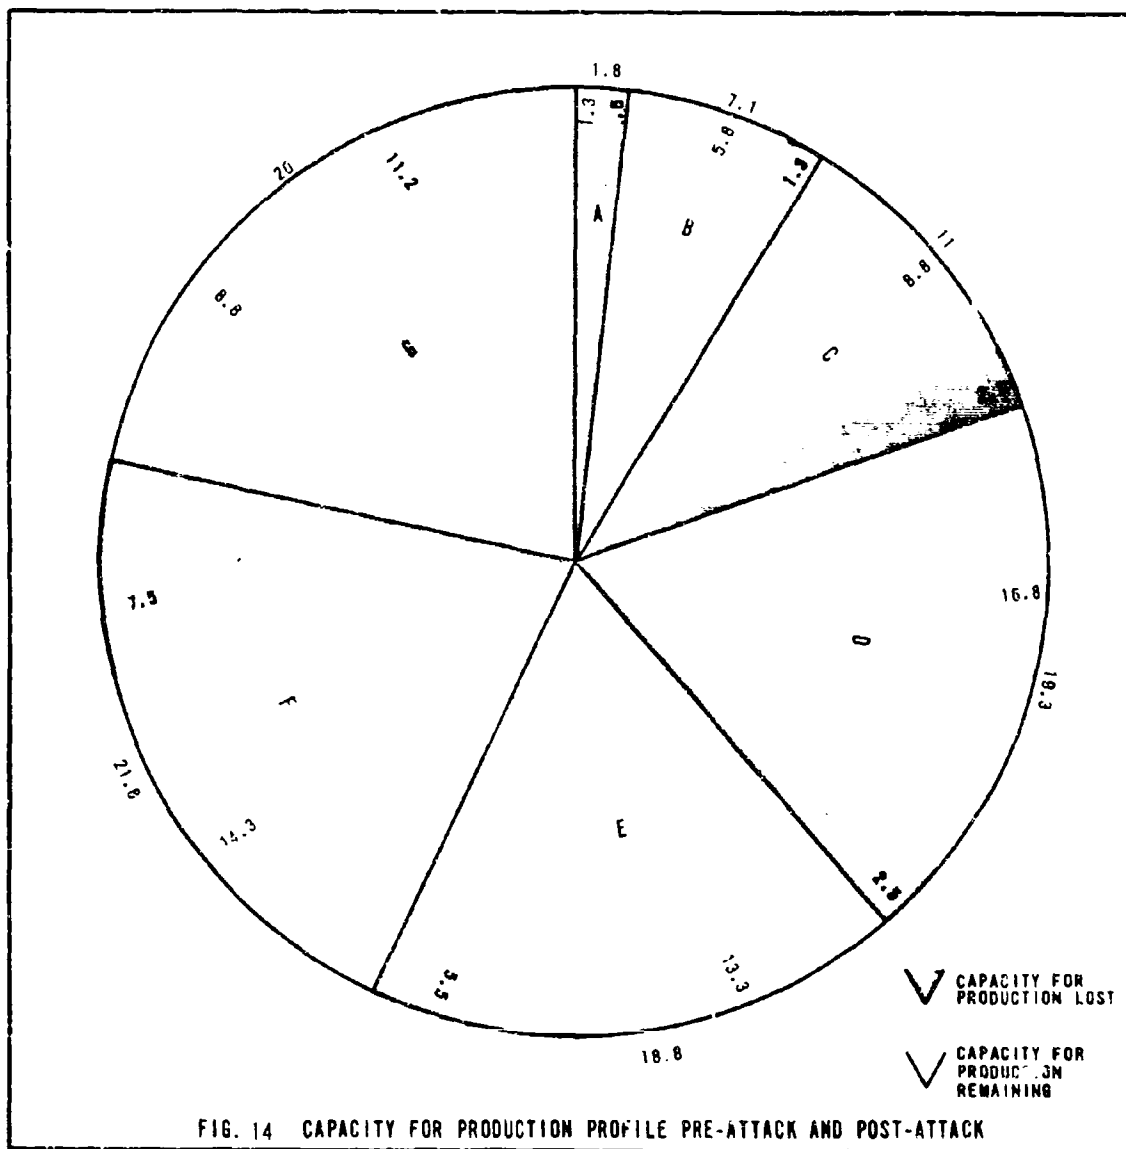 1.8
1.3
7.1
5.8
1.3
A
B
11
8.8
C
20
11.2
8.8
16.8
D
19.3
7.5
F
21.8
14.3
E
2.5
13.3
5.5
18.8
CAPACITY FOR
PRODUCTION LOST
CAPACITY FOR
REMAINING
FIG. 14 CAPACITY FOR PRODUCTION PROFILE PRE-ATTACK AND POST-ATTACK